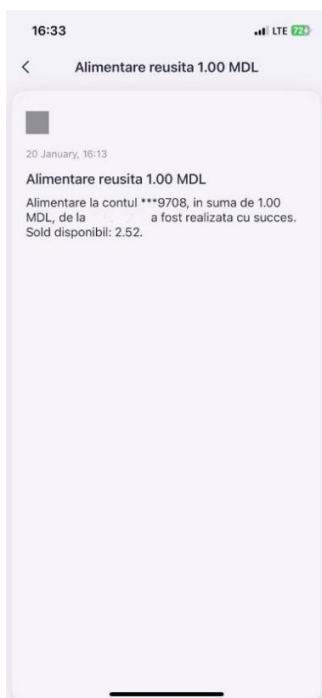 16:33 LTE 72
Alimentare reusita 1.00 MDL
20 January, 16:13
Alimentare reusita 1.00 MDL
Alimentare la contul ***9708, in suma de 1.00
MDL, de la a fost realizata cu succes.
Sold disponibil: 2.52.